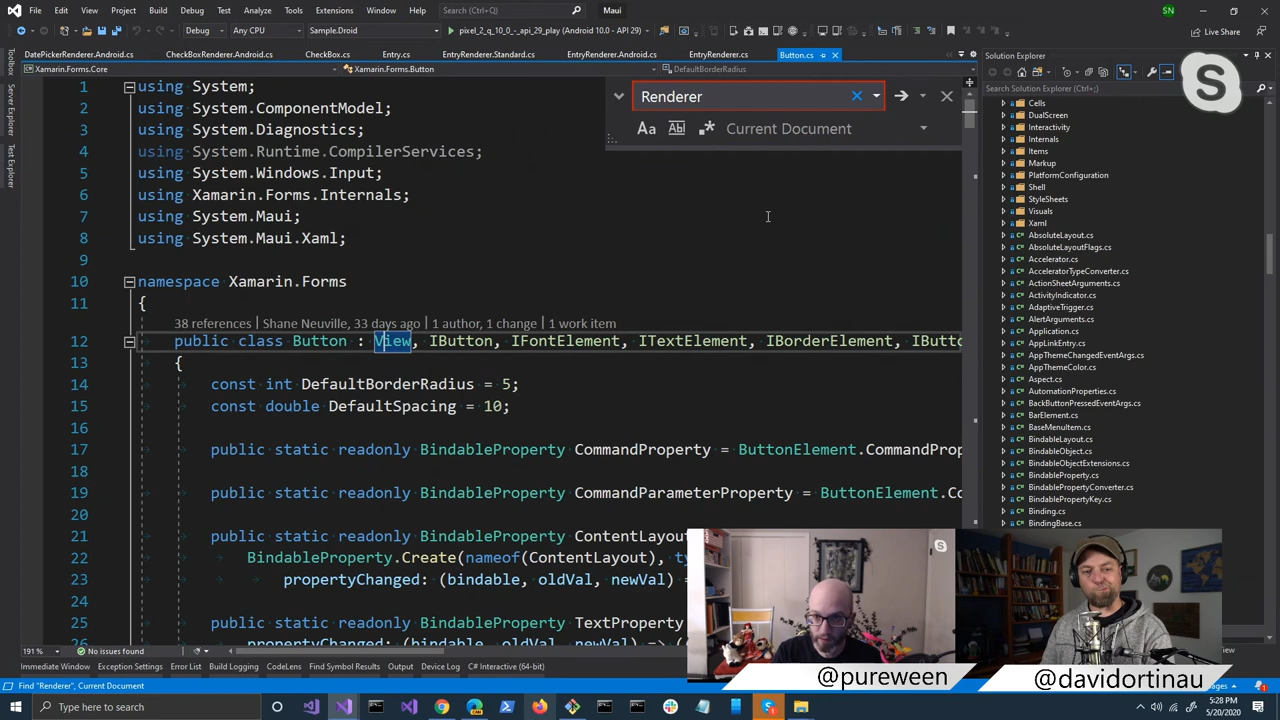 File Edit View Project Build Debug Test Analyze Tools Extensions Window Help Search (Ctrl+Q) Maui SN
Debug Any CPU Sample.Droid pixel_2_q_10_0_-_api_29_play (Android 10.0 - API 29) Live Share
DatePickerRenderer.Android.cs CheckBoxRenderer.Android.cs CheckBox.cs Entry.cs EntryRenderer.Standard.cs EntryRenderer.Android.cs EntryRenderer.cs Button.cs
Xamarin.Forms.Core Xamarin.Forms.Button DefaultBorderRadius
Toolbox
Server Explorer
Test Explorer
Renderer
Aa Abl .* Current Document
1 using System;
2 using System.ComponentModel;
3 using System.Diagnostics;
4 using System.Runtime.CompilerServices;
5 using System.Windows.Input;
6 using Xamarin.Forms.Internals;
7 using System.Maui;
8 using System.Maui.Xaml;
9
10 namespace Xamarin.Forms
11 {
38 references | Shane Neuville, 33 days ago | 1 author, 1 change | 1 work item
12 public class Button : View, IButton, IFontElement, ITextElement, IBorderElement, IButto
13 {
14 const int DefaultBorderRadius = 5;
15 const double DefaultSpacing = 10;
16
17 public static readonly BindableProperty CommandProperty = ButtonElement.CommandProp
18
19 public static readonly BindableProperty CommandParameterProperty = ButtonElement.Co
20
21 public static readonly BindableProperty ContentLayout
22 BindableProperty.Create(nameof(ContentLayout), ty
23 propertyChanged: (bindable, oldVal, newVal) =
24
25 public static readonly BindableProperty TextProperty
26 propertyChanged: (bindable, oldVal, newVal) => ((
Solution Explorer
Search Solution Explorer (Ctrl+;)
Cells
DualScreen
Interactivity
Internals
Items
Markup
PlatformConfiguration
Shell
StyleSheets
Visuals
Xaml
AbsoluteLayout.cs
AbsoluteLayoutFlags.cs
Accelerator.cs
AcceleratorTypeConverter.cs
ActionSheetArguments.cs
ActivityIndicator.cs
AdaptiveTrigger.cs
AlertArguments.cs
Application.cs
AppLinkEntry.cs
AppThemeChangedEventArgs.cs
AppThemeColor.cs
Aspect.cs
AutomationProperties.cs
BackButtonPressedEventArgs.cs
BarElement.cs
BaseMenuItem.cs
BindableLayout.cs
BindableObject.cs
BindableObjectExtensions.cs
BindableProperty.cs
BindablePropertyConverter.cs
BindablePropertyKey.cs
Binding.cs
BindingBase.cs
@pureween
@davidortinau
191 % No issues found
Immediate Window Exception Settings Error List Build Logging CodeLens Find Symbol Results Output Device Log C# Interactive (64-bit)
Find "Renderer", Current Document
Type here to search
5:28 PM
5/20/2020